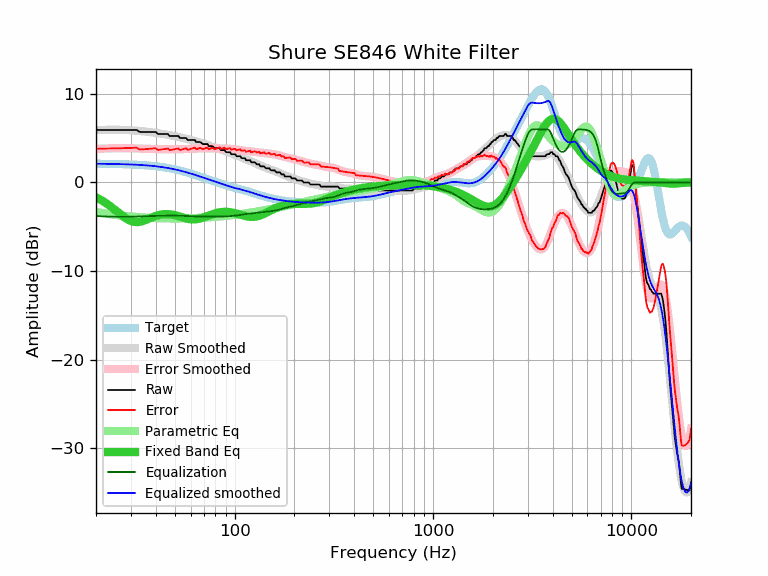 Shure SE846 White Filter
Amplitude (dBr)
10
0
−10
−20
−30
Target
Raw Smoothed
Error Smoothed
Raw
Error
Parametric Eq
Fixed Band Eq
Equalization
Equalized smoothed
100
1000
10000
Frequency (Hz)